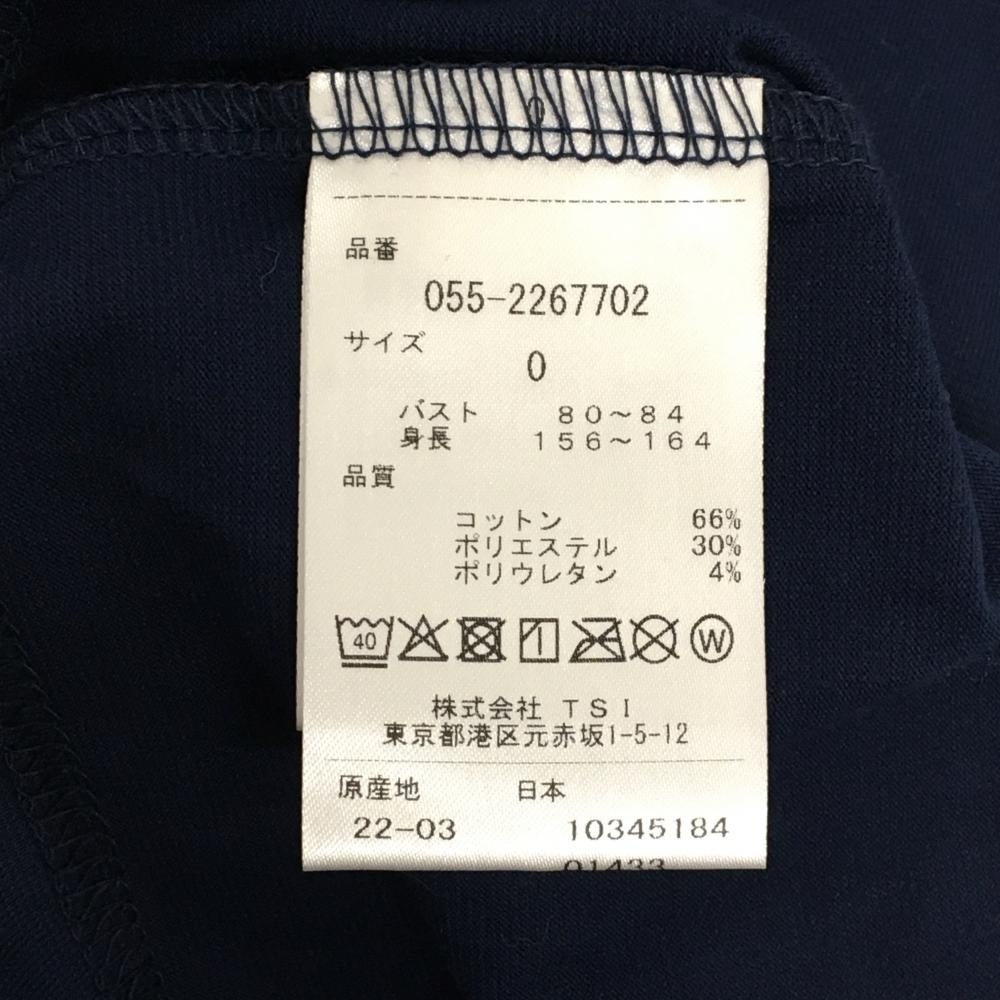 品番
055-2267702
サイズ
0
バスト 80～84
身長 156～164
品質
コットン 66%
ポリエステル 30%
ポリウレタン 4%
40 W
株式会社 TSI
東京都港区元赤坂1-5-12
原産地 日本
22-03 10345184